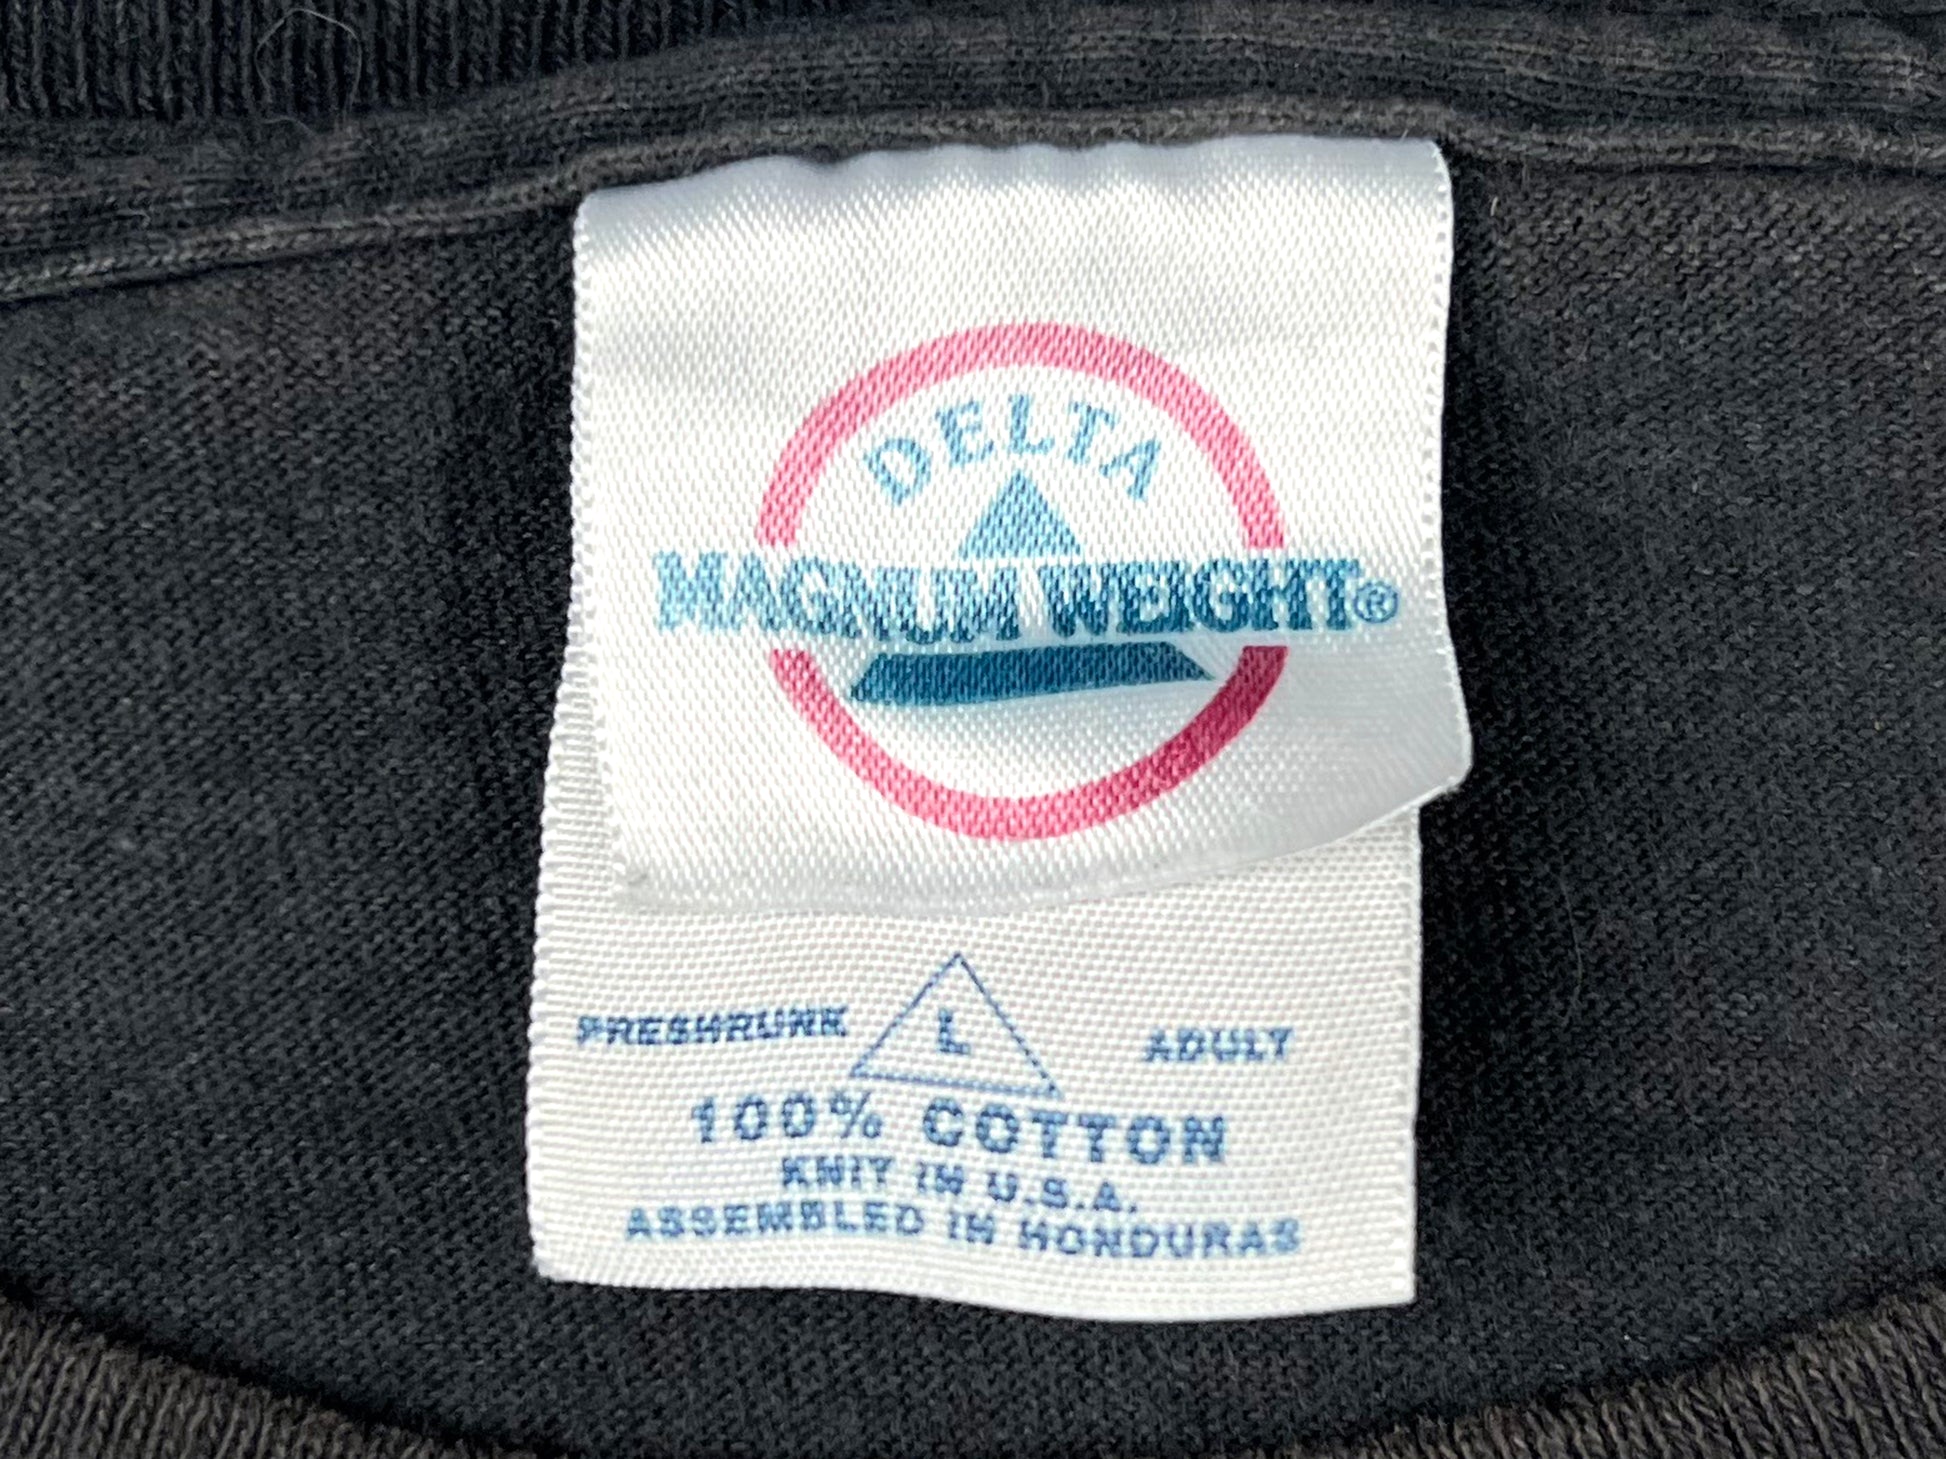 DELTA
MAGNUM WEIGHT®
PRESHRUNK L ADULT
100% COTTON
KNIT IN U.S.A.
ASSEMBLED IN HONDURAS